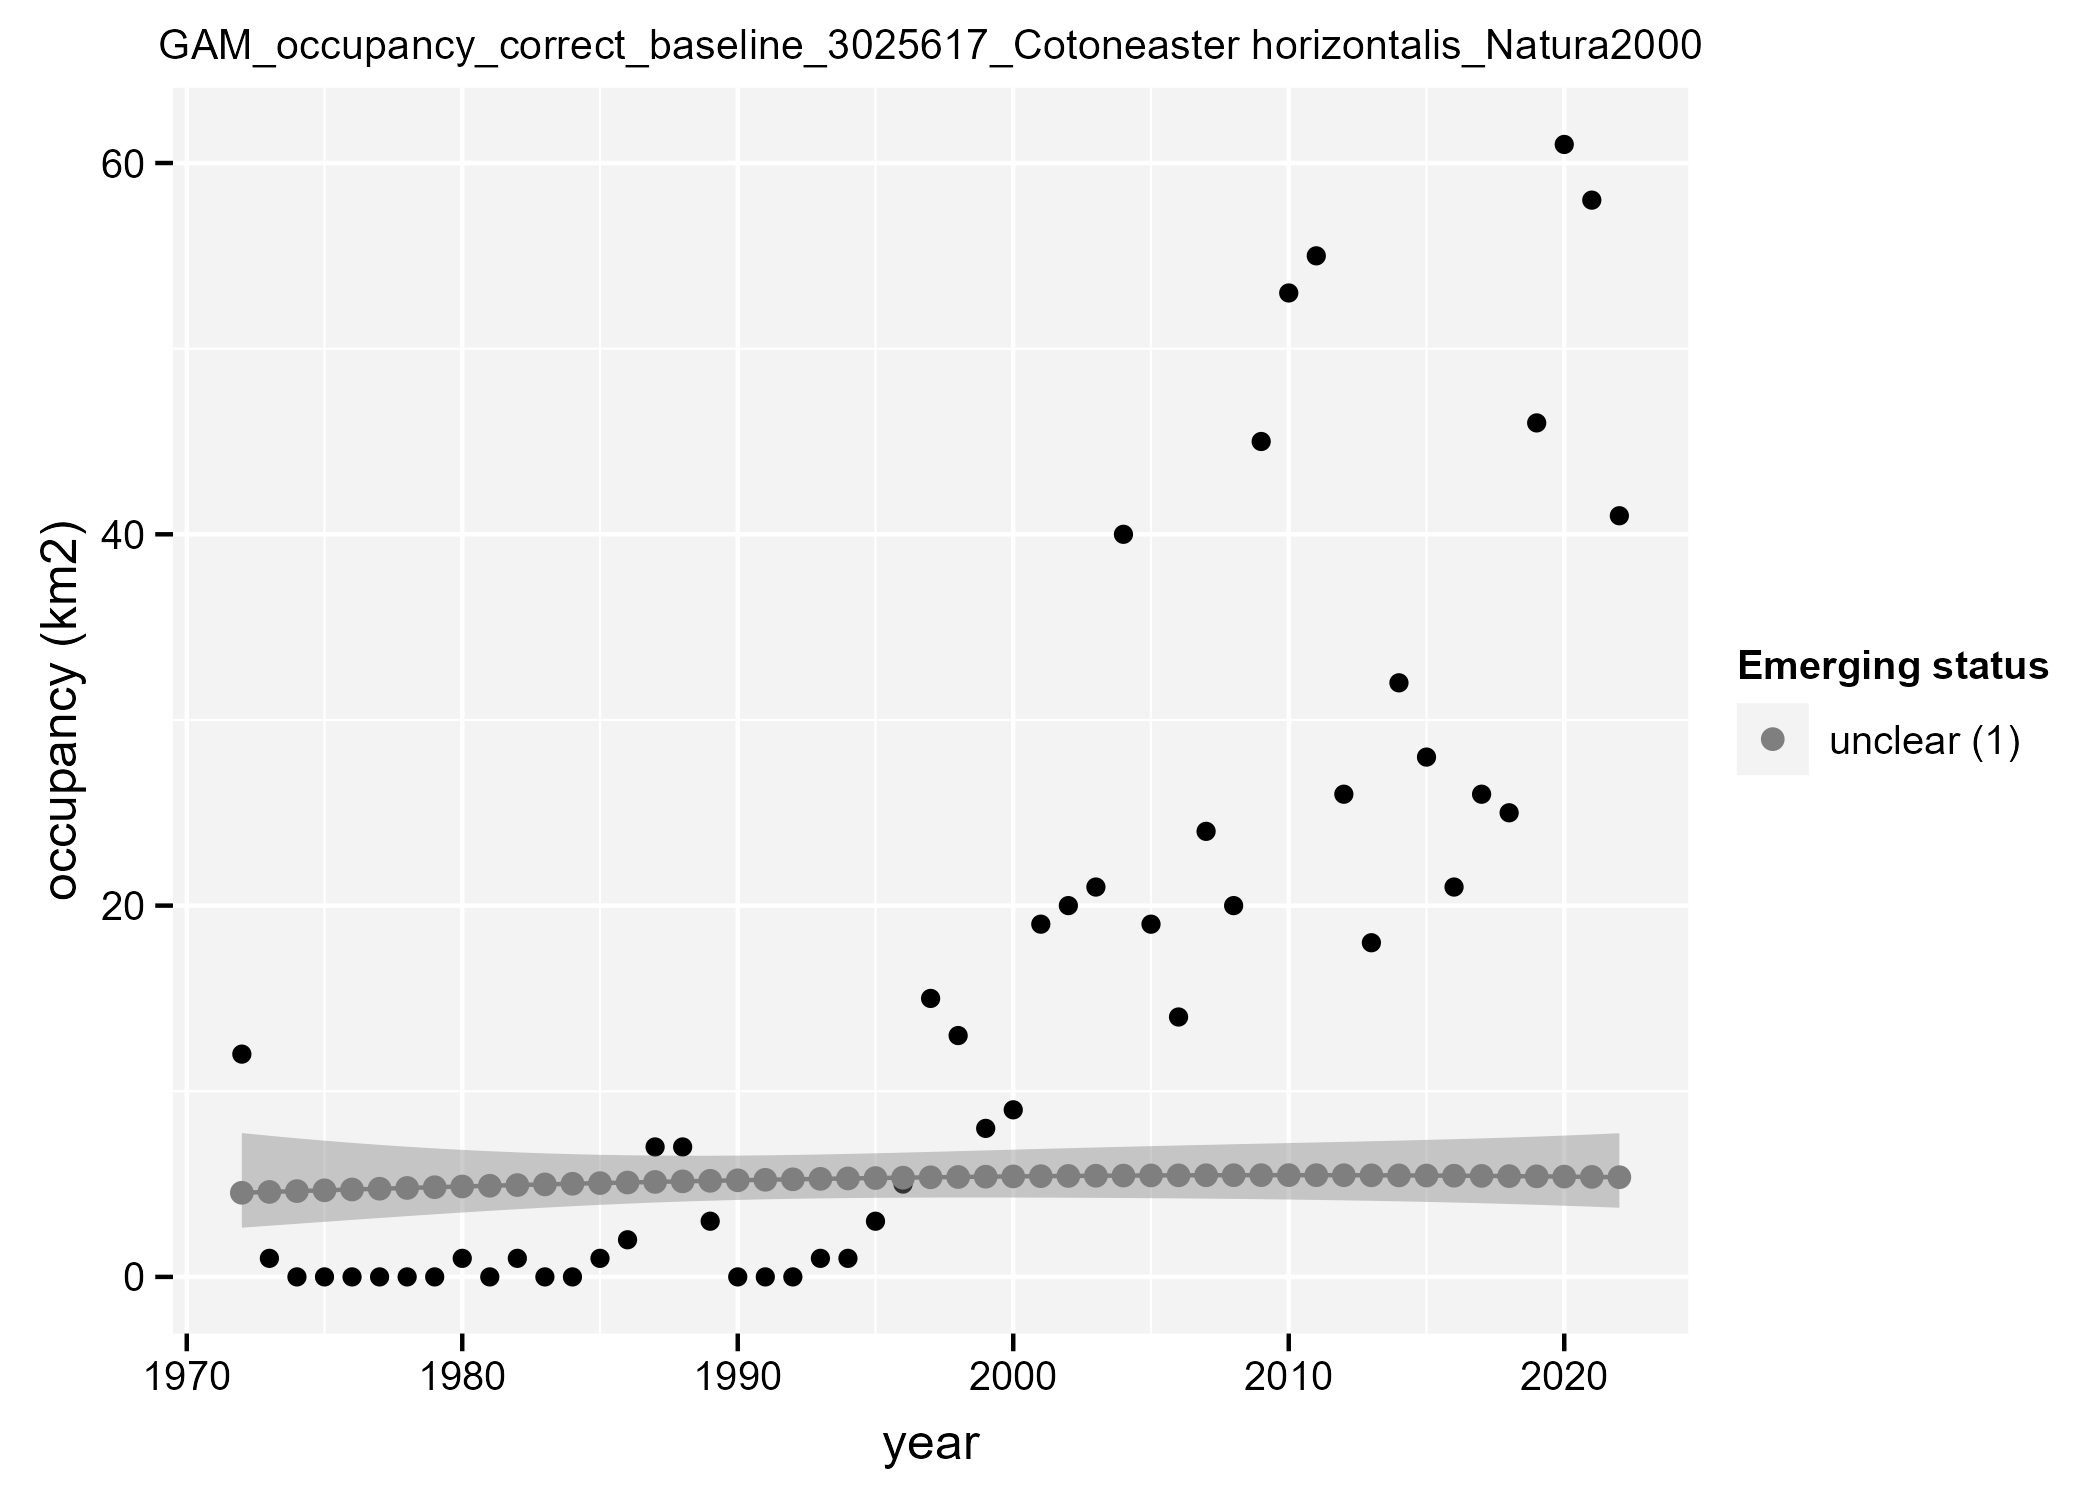 GAM_occupancy_correct_baseline_3025617_Cotoneaster horizontalis_Natura2000
60
40
20
0
occupancy (km2)
1970 1980 1990 2000 2010 2020
year
Emerging status
unclear (1)